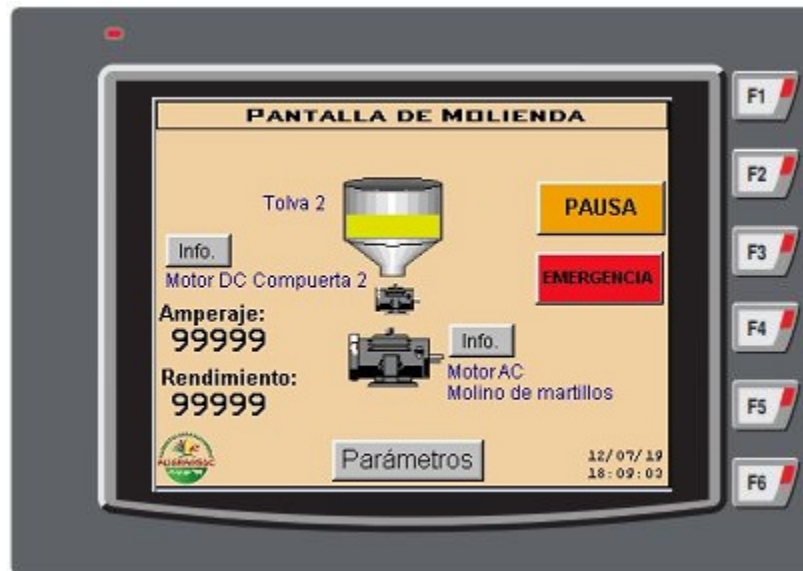 PANTALLA DE MOLIENDA
Tolva 2
PAUSA
Info.
Motor DC Compuerta 2
EMERGENCIA
Amperaje:
99999
Info.
Motor AC
Molino de martillos
Rendimiento:
99999
Parámetros
12/07/19
18:09:03
F1
F2
F3
F4
F5
F6